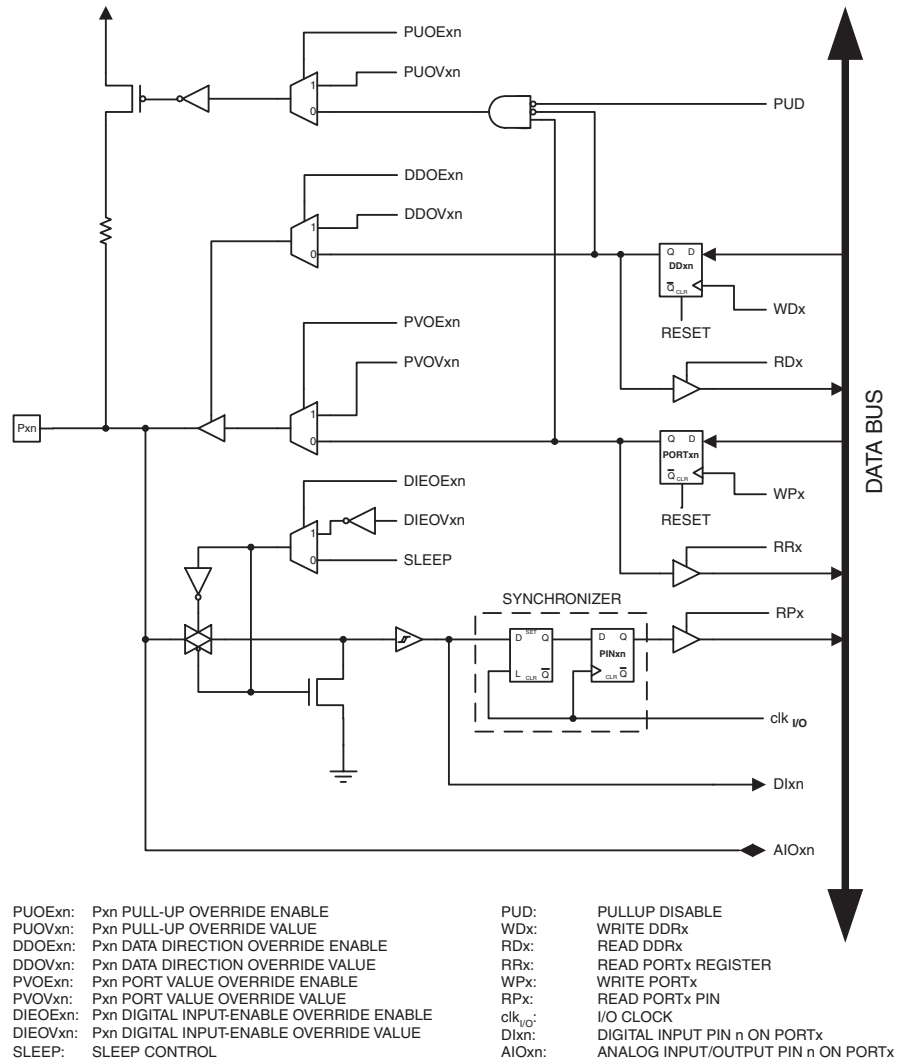 PUOExn
PUOVxn
1
0
PUD
DDOExn
DDOVxn
1
0
Q D
DDxn
Q CLR
WDx
RESET
PVOExn
RDx
PVOVxn
1
0
Pxn
Q D
PORTxn
Q CLR
WPx
RESET
DATA BUS
DIEOExn
DIEOVxn
1
0
SLEEP
RRx
SYNCHRONIZER
RPx
D SET Q
L CLR Q
D Q
PINxn
CLR Q
clk I/O
DIxn
AIOxn
PUOExn: Pxn PULL-UP OVERRIDE ENABLE
PUOVxn: Pxn PULL-UP OVERRIDE VALUE
DDOExn: Pxn DATA DIRECTION OVERRIDE ENABLE
DDOVxn: Pxn DATA DIRECTION OVERRIDE VALUE
PVOExn: Pxn PORT VALUE OVERRIDE ENABLE
PVOVxn: Pxn PORT VALUE OVERRIDE VALUE
DIEOExn: Pxn DIGITAL INPUT-ENABLE OVERRIDE ENABLE
DIEOVxn: Pxn DIGITAL INPUT-ENABLE OVERRIDE VALUE
SLEEP: SLEEP CONTROL
PUD: PULLUP DISABLE
WDx: WRITE DDRx
RDx: READ DDRx
RRx: READ PORTx REGISTER
WPx: WRITE PORTx
RPx: READ PORTx PIN
clkI/O: I/O CLOCK
DIxn: DIGITAL INPUT PIN n ON PORTx
AIOxn: ANALOG INPUT/OUTPUT PIN n ON PORTx